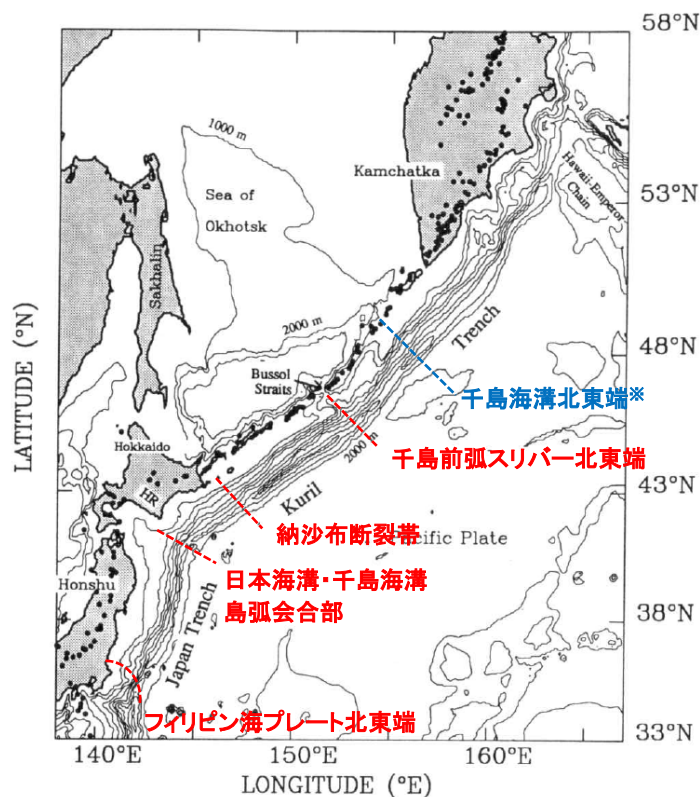 58°N
1000 m
Sea of
Okhotsk
Kamchatka
Hawaii-Emperor
Chain
53°N
Sakhalin
2000 m
Trench
Bussol
Straits
48°N
千島海溝北東端※
Hokkaido
2000 m
千島前弧スリバー北東端
HR
Kuril
43°N
納沙布断裂帯
cific Plate
日本海溝・千島海溝
島弧会合部
Honshu
Japan Trench
38°N
フィリピン海プレート北東端
33°N
140°E
150°E
160°E
LONGITUDE (°E)
LATITUDE (°N)